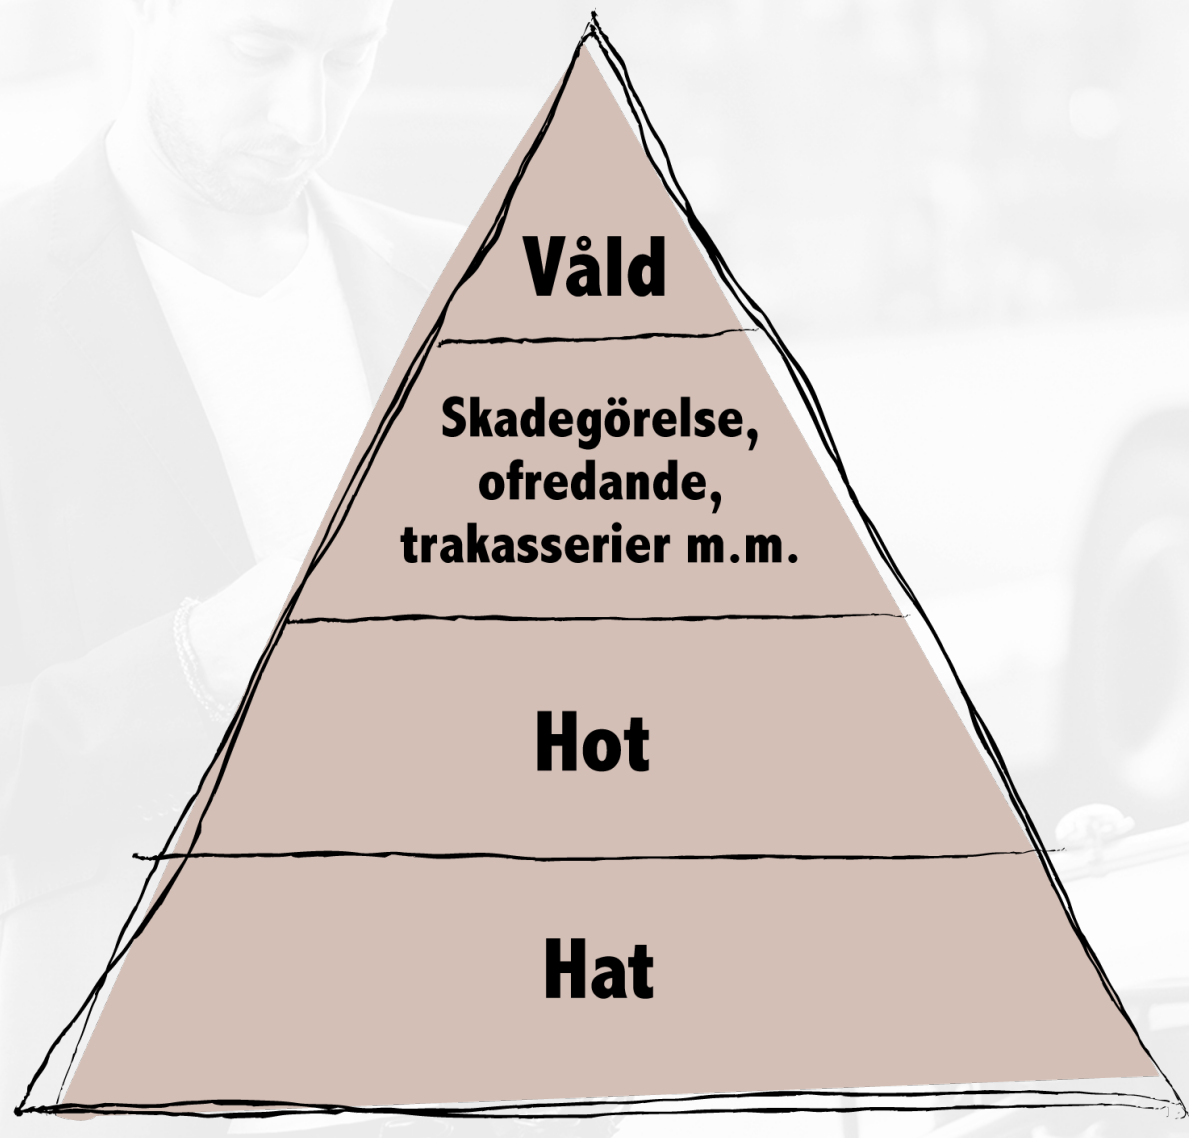 Våld
Skadegörelse,
ofredande,
trakasserier m.m.
Hot
Hat